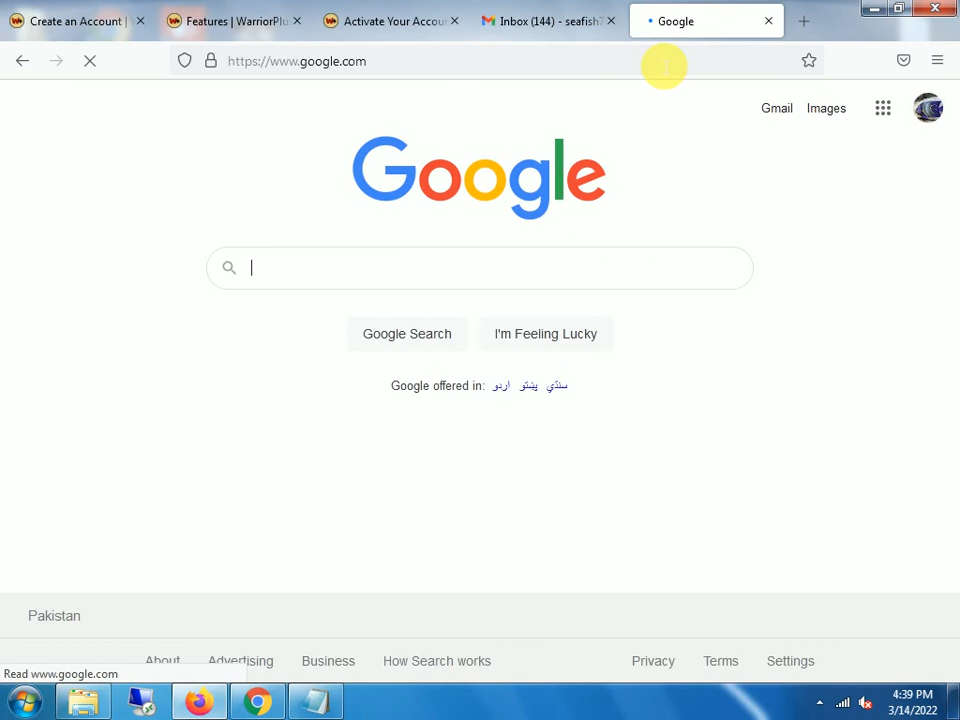 Create an Account |
Features | WarriorPlu
Activate Your Accour
Inbox (144) - seafish7
Google
https://www.google.com
Gmail
Images
Google
Google Search
I'm Feeling Lucky
Google offered in: اردو پښتو سنڌي
Pakistan
About
Advertising
Business
How Search works
Privacy
Terms
Settings
Read www.google.com
4:39 PM
3/14/2022